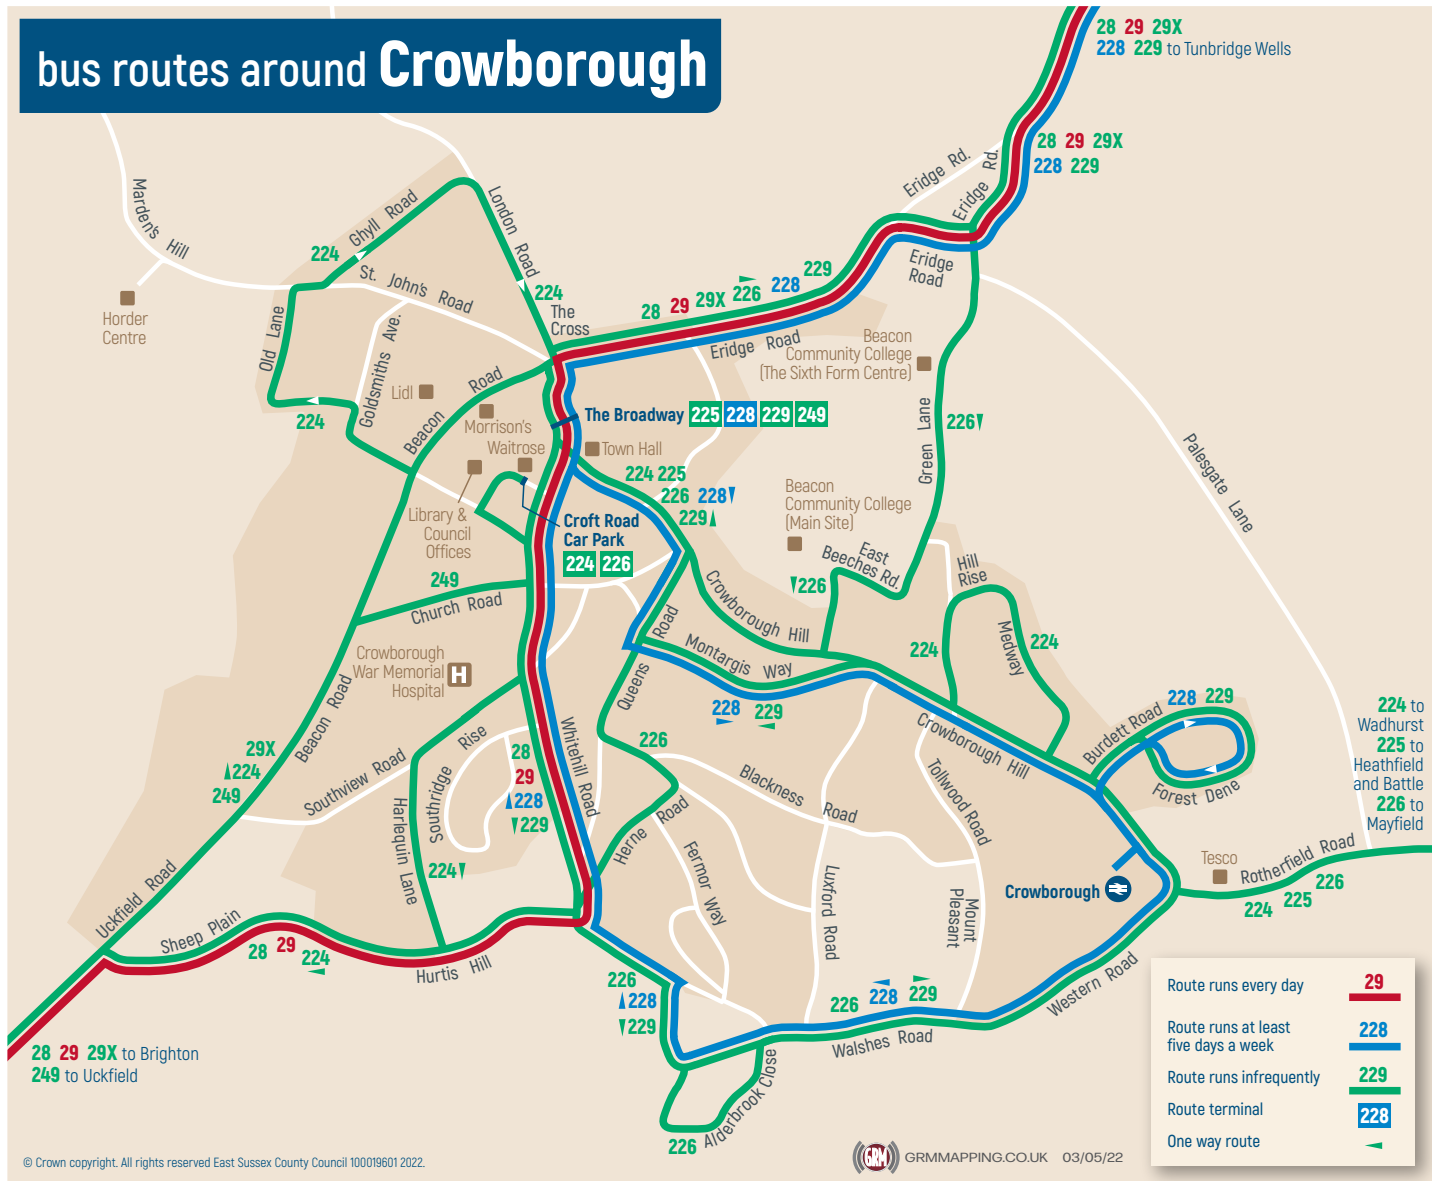 bus routes around Crowborough
28 29 29X
228 229 to Tunbridge Wells
28 29 29X
228 229
Eridge Rd.
Eridge Rd.
Eridge
Road
Marden's Hill
Horder
Centre
Ghyll Road
224
London Road
224
St. John's Road
The
Cross
28 29 29X 226 228 229
Eridge Road
Old Lane
Goldsmiths Ave.
224
Lidl
Beacon Road
Morrison's
Waitrose
The Broadway 225 228 229 249
Town Hall
Beacon
Community College
(The Sixth Form Centre)
Green Lane
226
Palesgate Lane
224 225
226 228
229
Beacon
Community College
(Main Site)
Library &
Council
Offices
Croft Road
Car Park
224 226
East
Beeches Rd.
226
Hill
Rise
249
Church Road
Crowborough Hill
Queens Road
Montargis Way
224
Medway
224
Crowborough
War Memorial
Hospital
H
Beacon Road
29X
224
249
228
229
228 229
Burdett Road
Forest Dene
224 to
Wadhurst
225 to
Heathfield
and Battle
226 to
Mayfield
Southview Road
Southridge Rise
Harlequin Lane
224
28
29
228
229
Whitehill Road
226
Herne Road
Blackness Road
Crowborough Hill
Tollwood Road
Fermor Way
Luxford Road
Mount
Pleasant
Crowborough
Tesco
Rotherfield Road
224 225 226
Uckfield Road
Sheep Plain
28 29 224
Hurtis Hill
226
228
229
226 228 229
Walshes Road
Western Road
Alderbrook Close
226
28 29 29X to Brighton
249 to Uckfield
Route runs every day 29
Route runs at least
five days a week 228
Route runs infrequently 229
Route terminal 228
One way route
© Crown copyright. All rights reserved East Sussex County Council 100019601 2022.
GRM GRMMAPPING.CO.UK 03/05/22